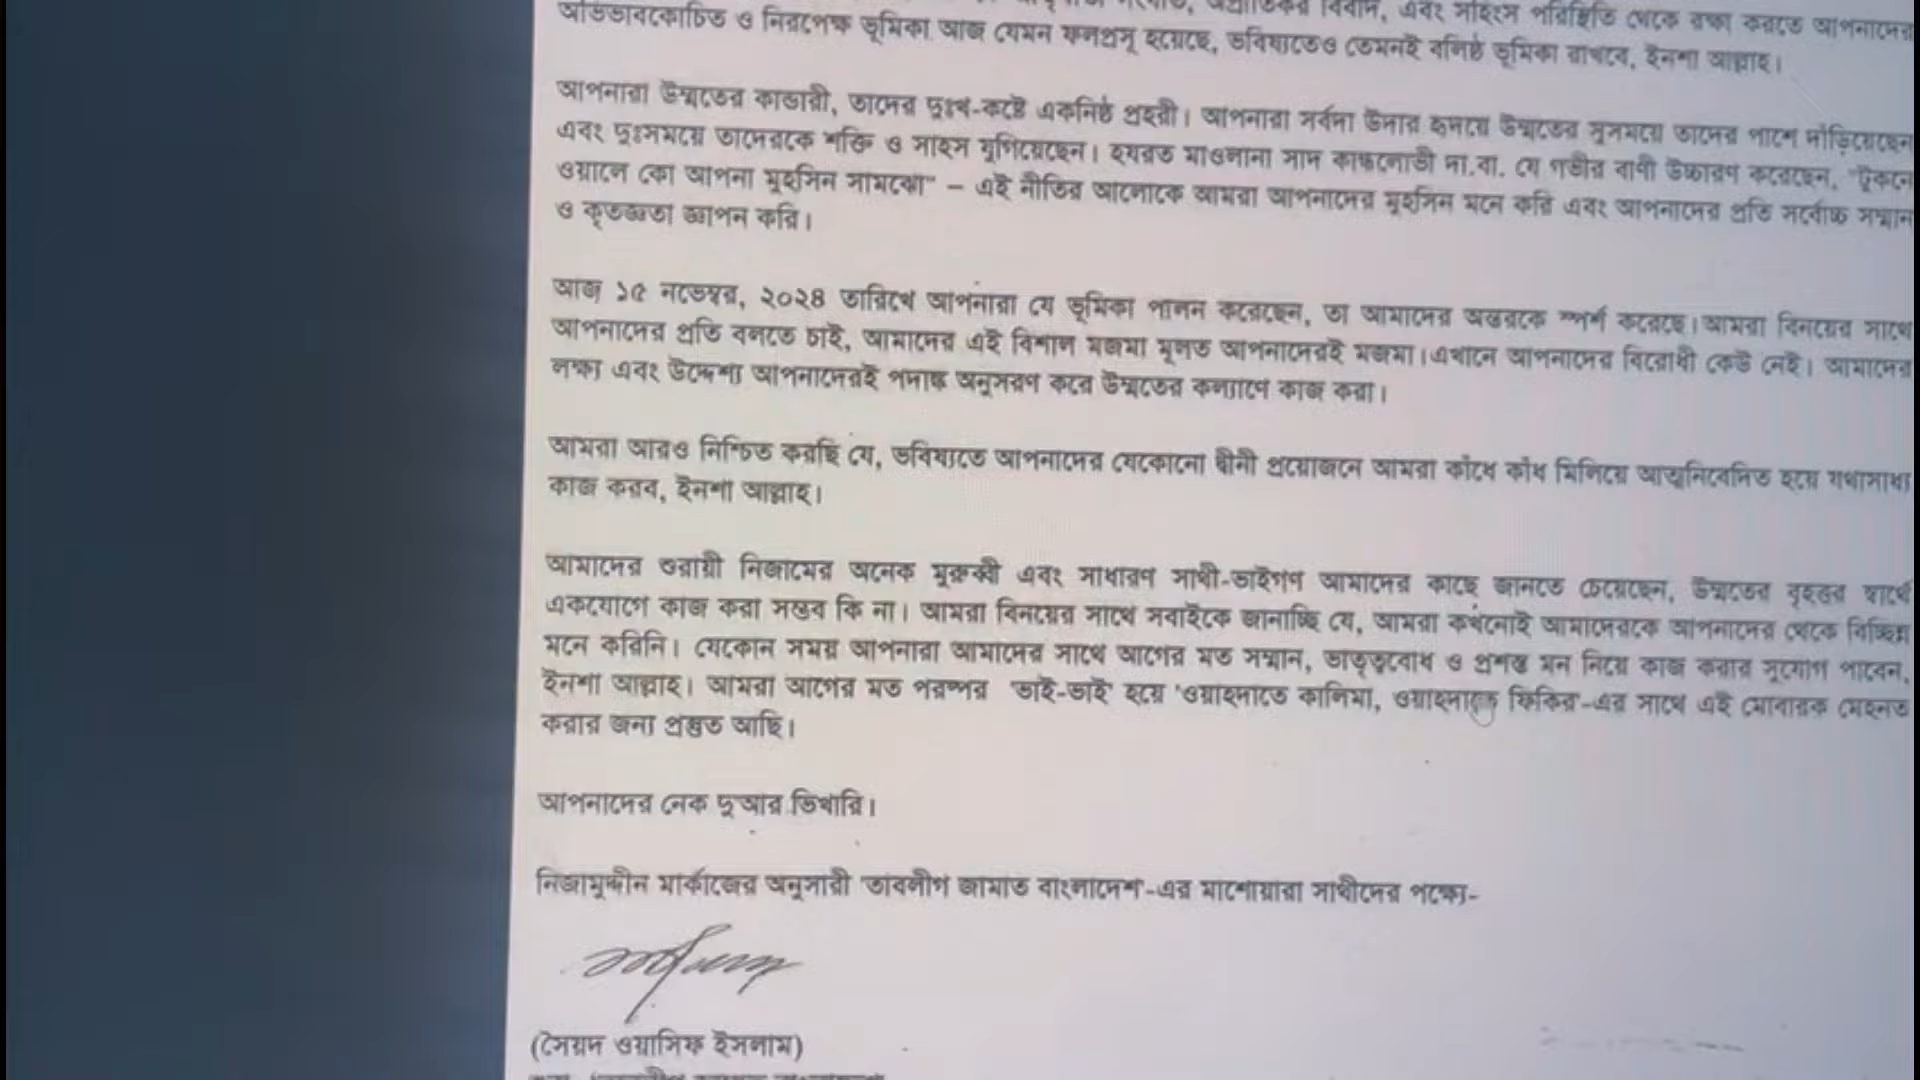 অভিভাবকোচিত ও নিরপেক্ষ ভূমিকা আজ যেমন ফলপ্রসূ হয়েছে, ভবিষ্যতেও তেমনই বলিষ্ঠ ভূমিকা রাখবে, ইনশা আল্লাহ।
আপনারা উম্মতের কান্ডারী, তাদের দুঃখ-কষ্টে একনিষ্ঠ প্রহরী। আপনারা সর্বদা উদার হৃদয়ে উম্মতের সুসময়ে তাদের পাশে দাঁড়িয়েছেন
এবং দুঃসময়ে তাদেরকে শক্তি ও সাহস যুগিয়েছেন। হযরত মাওলানা সাদ কান্ধলোভী দা.বা. যে গভীর বাণী উচ্চারণ করেছেন, "টুকনে
ওয়ালে কো আপনা মুহসিন সামঝো" – এই নীতির আলোকে আমরা আপনাদের মুহসিন মনে করি এবং আপনাদের প্রতি সর্বোচ্চ সম্মান
ও কৃতজ্ঞতা জ্ঞাপন করি।
আজ ১৫ নভেম্বর, ২০২৪ তারিখে আপনারা যে ভূমিকা পালন করেছেন, তা আমাদের অন্তরকে স্পর্শ করেছে। আমরা বিনয়ের সাথে
আপনাদের প্রতি বলতে চাই, আমাদের এই বিশাল মজমা মূলত আপনাদেরই মজমা। এখানে আপনাদের বিরোধী কেউ নেই। আমাদের
লক্ষ্য এবং উদ্দেশ্য আপনাদেরই পদাঙ্ক অনুসরণ করে উম্মতের কল্যাণে কাজ করা।
আমরা আরও নিশ্চিত করছি যে, ভবিষ্যতে আপনাদের যেকোনো দ্বীনী প্রয়োজনে আমরা কাঁধে কাঁধ মিলিয়ে আত্মনিবেদিত হয়ে যথাসাধ্য
কাজ করব, ইনশা আল্লাহ।
আমাদের শুরায়ী নিজামের অনেক মুরুব্বী এবং সাধারণ সাথী-ভাইগণ আমাদের কাছে জানতে চেয়েছেন, উম্মতের বৃহত্তর স্বার্থে
একযোগে কাজ করা সম্ভব কি না। আমরা বিনয়ের সাথে সবাইকে জানাচ্ছি যে, আমরা কখনোই আমাদেরকে আপনাদের থেকে বিচ্ছিন্ন
মনে করিনি। যেকোন সময় আপনারা আমাদের সাথে আগের মত সম্মান, ভাতৃত্ববোধ ও প্রশস্ত মন নিয়ে কাজ করার সুযোগ পাবেন,
ইনশা আল্লাহ। আমরা আগের মত পরষ্পর 'ভাই-ভাই' হয়ে 'ওয়াহদাতে কালিমা, ওয়াহদাতে ফিকির'-এর সাথে এই মোবারক মেহনত
করার জন্য প্রস্তুত আছি।
আপনাদের নেক দু'আর ভিখারি।
নিজামুদ্দীন মার্কাজের অনুসারী 'তাবলীগ জামাত বাংলাদেশ'-এর মাশোয়ারা সাথীদের পক্ষ্যে-
(সৈয়দ ওয়াসিফ ইসলাম)